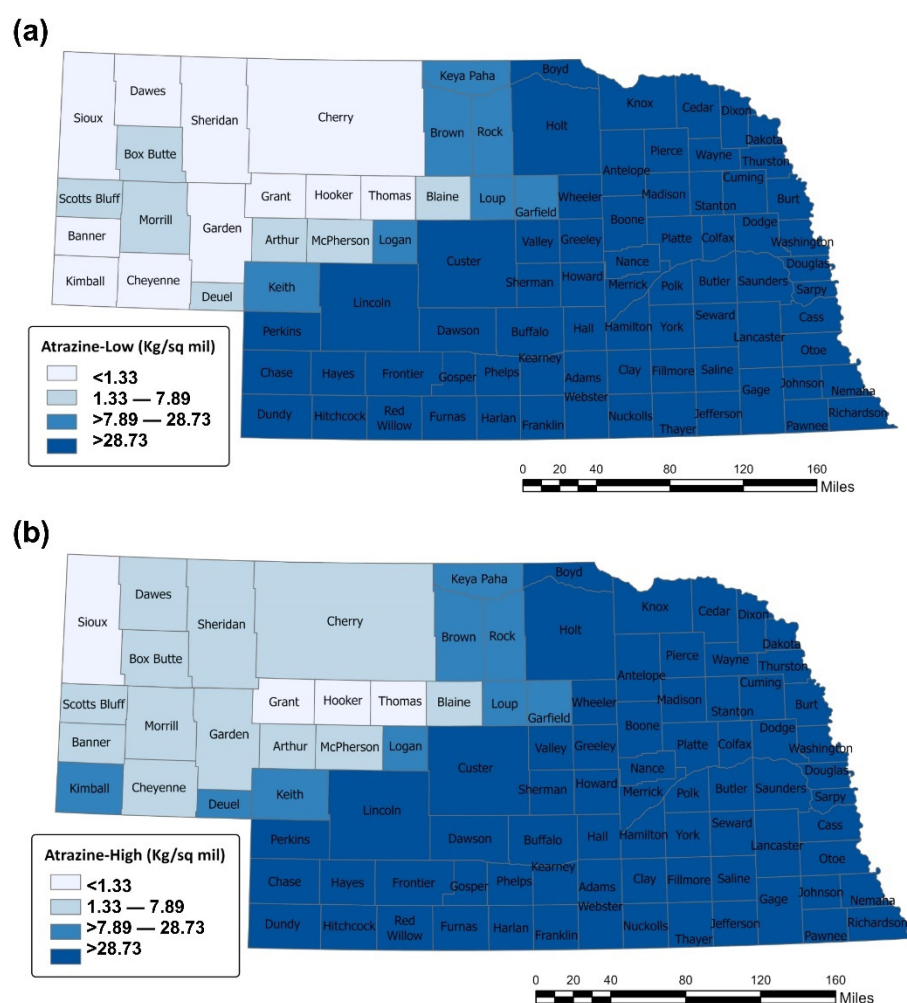 (a)
Sioux
Dawes
Sheridan
Cherry
Keya Paha
Boyd
Brown
Rock
Holt
Knox
Cedar
Dixon
Dakota
Box Butte
Antelope
Pierce
Wayne
Thurston
Scotts Bluff
Morrill
Garden
Grant
Hooker
Thomas
Blaine
Loup
Garfield
Wheeler
Madison
Stanton
Cuming
Burt
Banner
Arthur
McPherson
Logan
Custer
Valley
Greeley
Boone
Platte
Colfax
Dodge
Washington
Kimball
Cheyenne
Deuel
Keith
Lincoln
Sherman
Howard
Nance
Merrick
Polk
Butler
Saunders
Douglas
Sarpy
Perkins
Dawson
Buffalo
Hall
Hamilton
York
Seward
Lancaster
Cass
Otoe
Chase
Hayes
Frontier
Gosper
Phelps
Kearney
Adams
Clay
Fillmore
Saline
Gage
Johnson
Nemaha
Dundy
Hitchcock
Red
Willow
Furnas
Harlan
Franklin
Webster
Nuckolls
Thayer
Jefferson
Pawnee
Richardson
Atrazine-Low (Kg/sq mil)
<1.33
1.33 — 7.89
>7.89 — 28.73
>28.73
0 20 40 80 120 160
Miles
(b)
Sioux
Dawes
Sheridan
Cherry
Keya Paha
Boyd
Brown
Rock
Holt
Knox
Cedar
Dixon
Dakota
Box Butte
Antelope
Pierce
Wayne
Thurston
Scotts Bluff
Morrill
Garden
Grant
Hooker
Thomas
Blaine
Loup
Garfield
Wheeler
Madison
Stanton
Cuming
Burt
Banner
Arthur
McPherson
Logan
Custer
Valley
Greeley
Boone
Platte
Colfax
Dodge
Washington
Kimball
Cheyenne
Deuel
Keith
Lincoln
Sherman
Howard
Nance
Merrick
Polk
Butler
Saunders
Douglas
Sarpy
Perkins
Dawson
Buffalo
Hall
Hamilton
York
Seward
Lancaster
Cass
Otoe
Chase
Hayes
Frontier
Gosper
Phelps
Kearney
Adams
Clay
Fillmore
Saline
Gage
Johnson
Nemaha
Dundy
Hitchcock
Red
Willow
Furnas
Harlan
Franklin
Webster
Nuckolls
Thayer
Jefferson
Pawnee
Richardson
Atrazine-High (Kg/sq mil)
<1.33
1.33 — 7.89
>7.89 — 28.73
>28.73
0 20 40 80 120 160
Miles